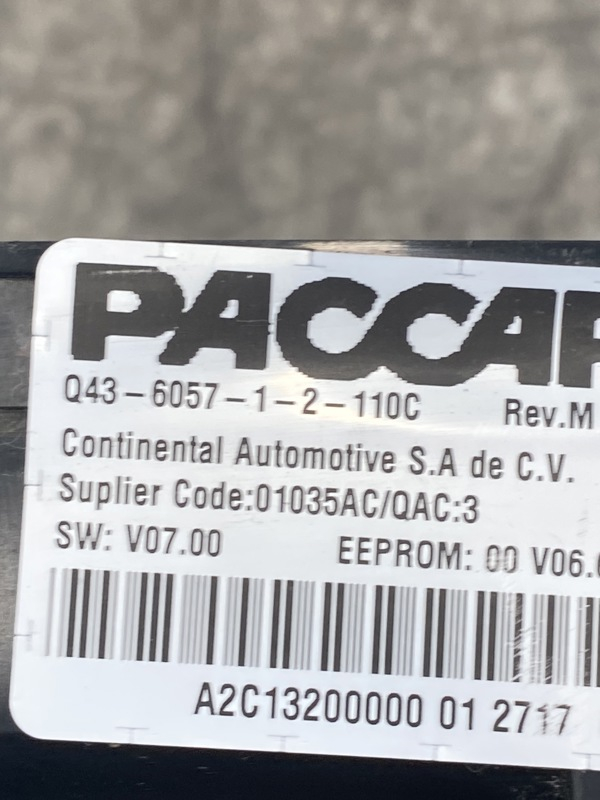 PACCAR
Q43-6057-1-2-110C Rev.M
Continental Automotive S.A de C.V.
Suplier Code:01035AC/QAC:3
SW: V07.00 EEPROM: 00 V06.
A2C13200000 01 2717